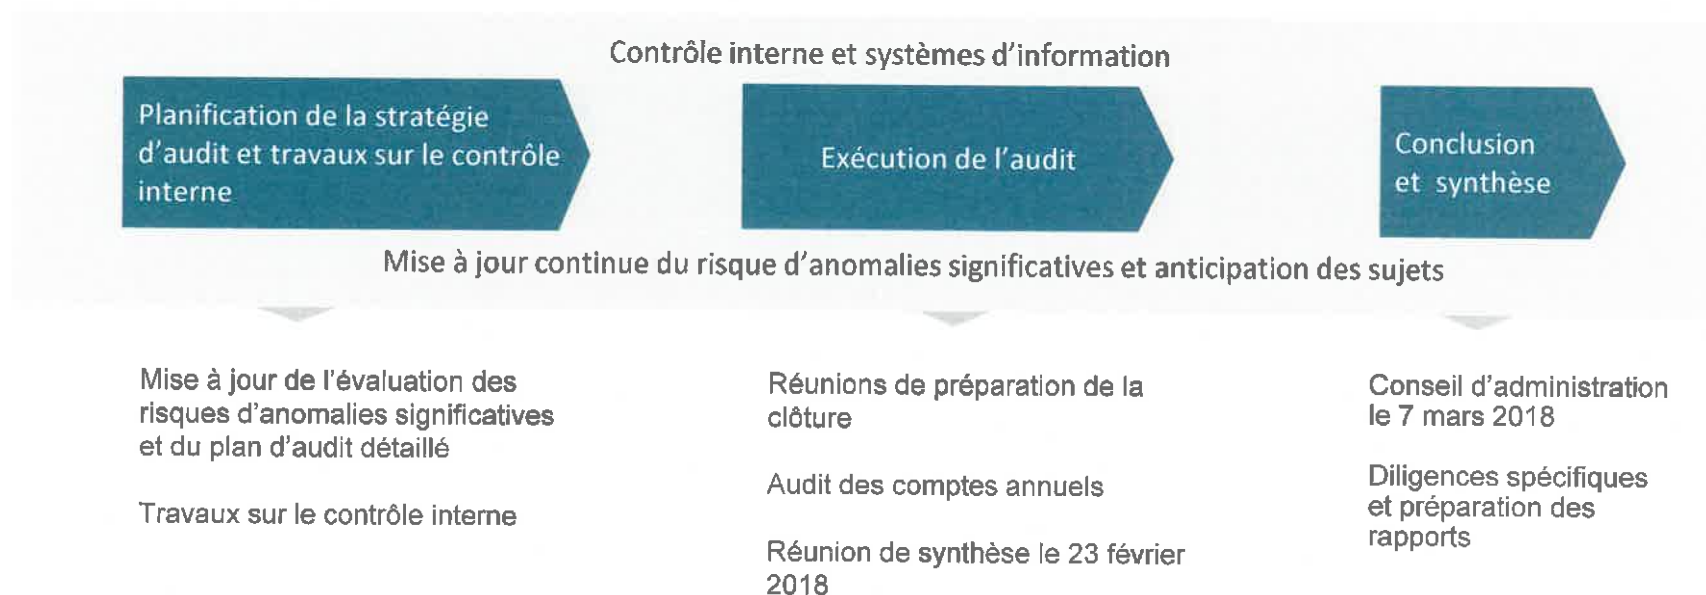 Contrôle interne et systèmes d'information
Planification de la stratégie
d'audit et travaux sur le contrôle
interne
Exécution de l'audit
Conclusion
et synthèse
Mise à jour continue du risque d'anomalies significatives et anticipation des sujets
Mise à jour de l'évaluation des
risques d'anomalies significatives
et du plan d'audit détaillé
Travaux sur le contrôle interne
Réunions de préparation de la
clôture
Audit des comptes annuels
Réunion de synthèse le 23 février
2018
Conseil d'administration
le 7 mars 2018
Diligences spécifiques
et préparation des
rapports